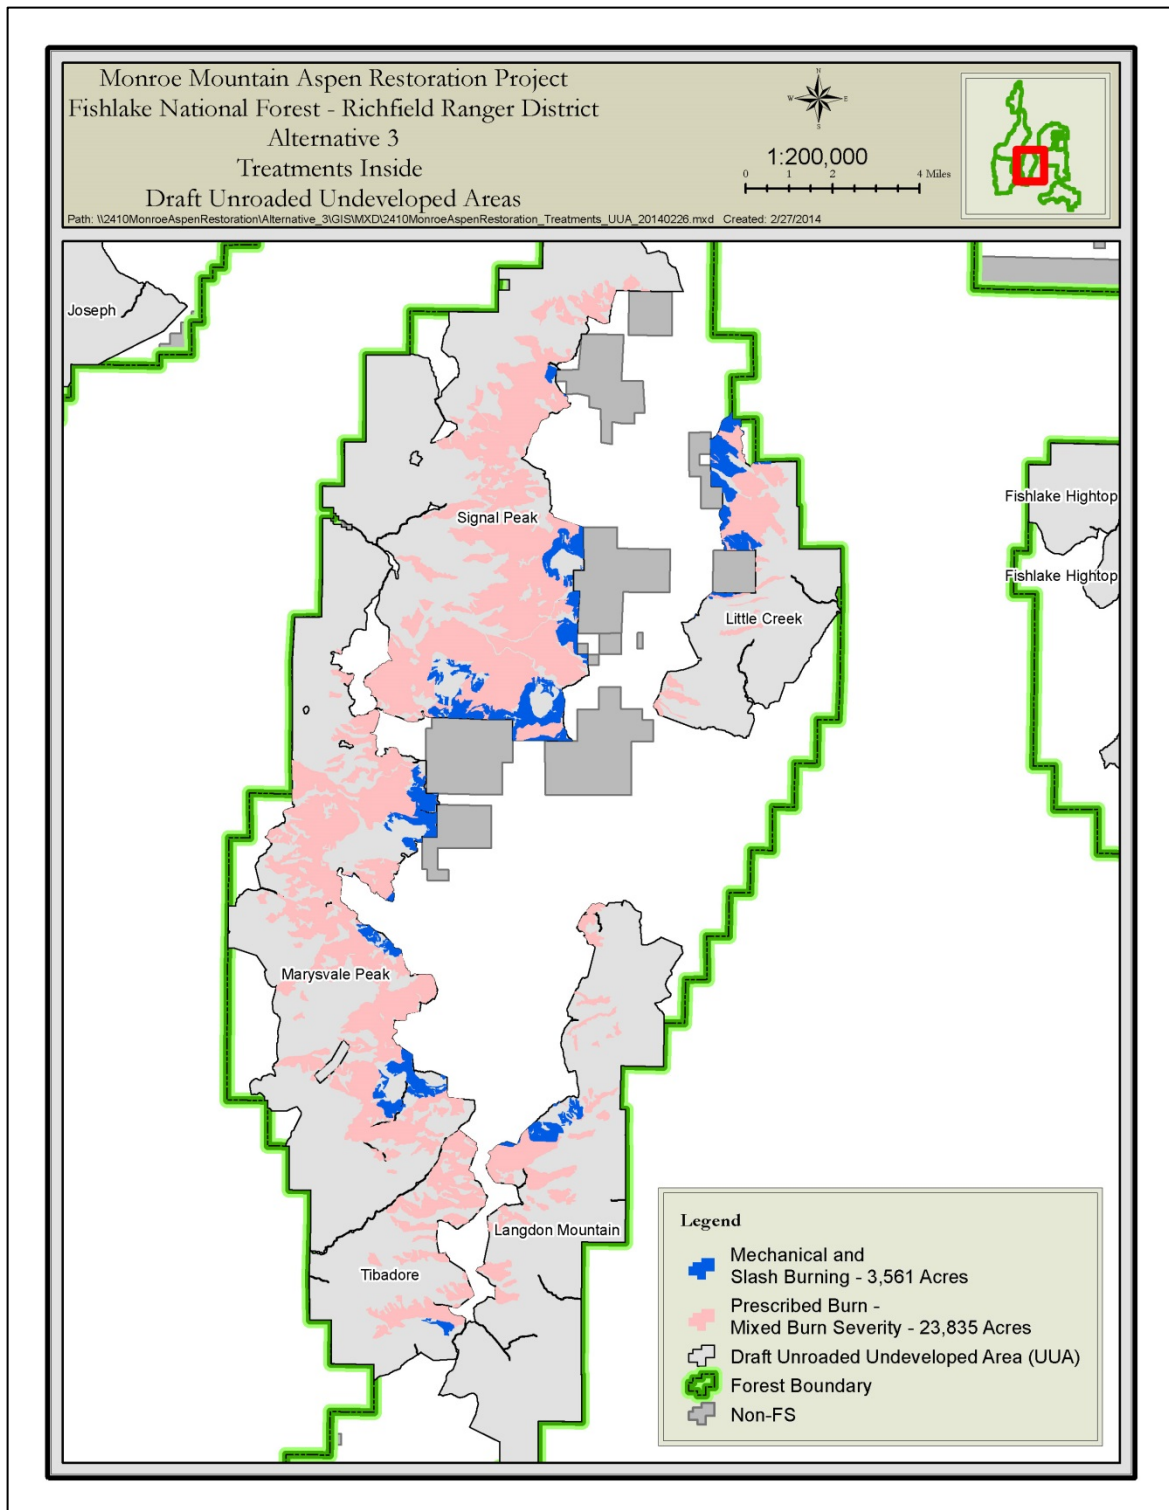 Monroe Mountain Aspen Restoration Project
Fishlake National Forest - Richfield Ranger District
Alternative 3
Treatments Inside
Draft Unroaded Undeveloped Areas
Path: \\2410MonroeAspenRestoration\Alternative_3\GIS\MXD\2410MonroeAspenRestoration_Treatments_UUA_20140226.mxd Created: 2/27/2014
N
W E
S
1:200,000
0 1 2 4 Miles
Joseph
Signal Peak
Fishlake Hightop
Fishlake Hightop
Little Creek
Marysvale Peak
Langdon Mountain
Tibadore
Legend
Mechanical and
Slash Burning - 3,561 Acres
Prescribed Burn -
Mixed Burn Severity - 23,835 Acres
Draft Unroaded Undeveloped Area (UUA)
Forest Boundary
Non-FS